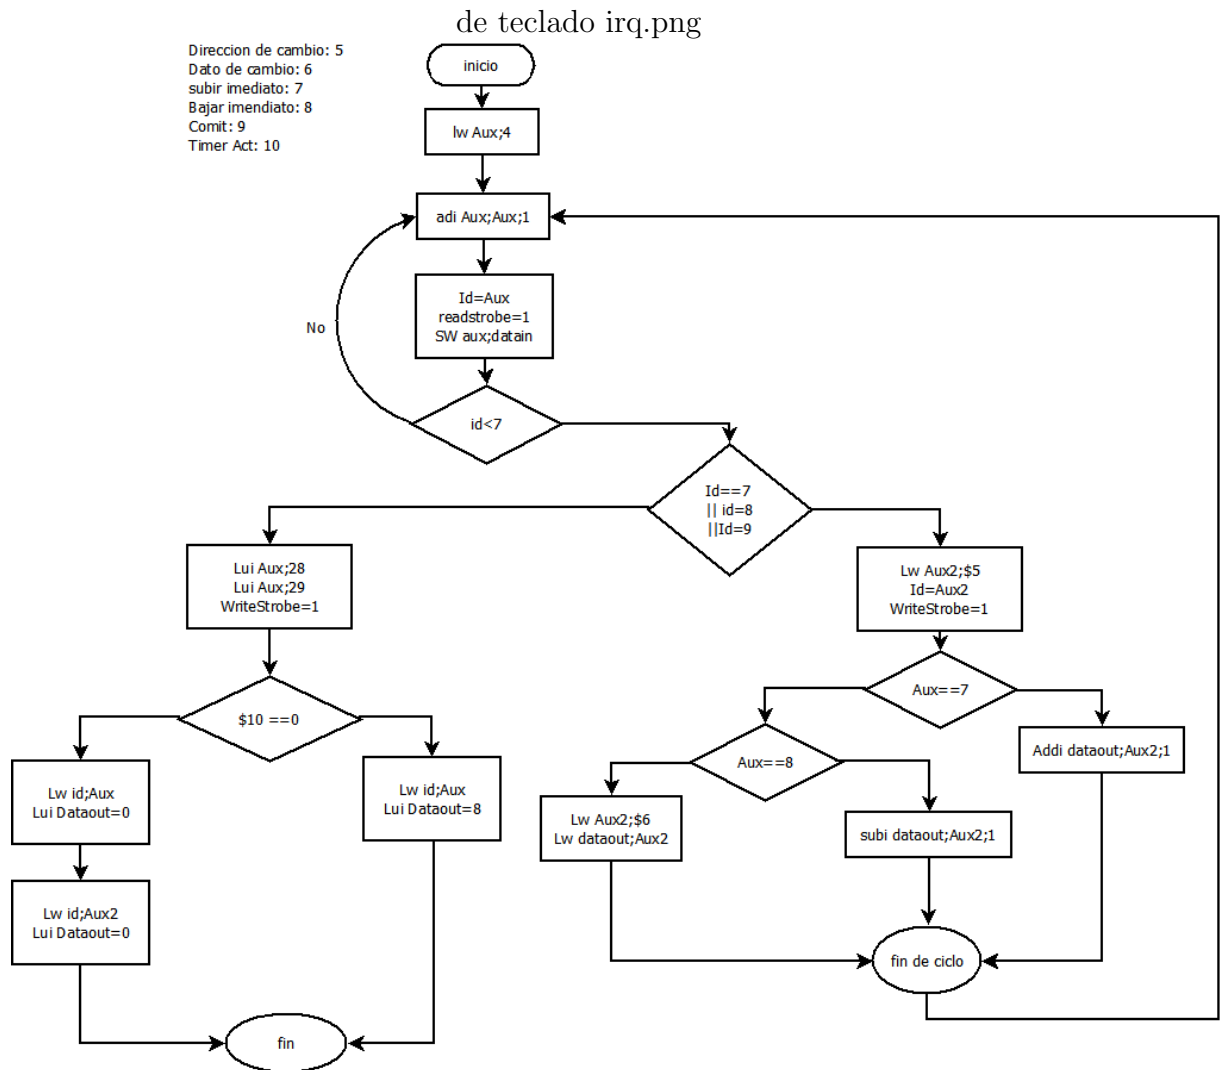 de teclado irq.png
Direccion de cambio: 5
Dato de cambio: 6
subir imediato: 7
Bajar imendiato: 8
Comit: 9
Timer Act: 10
inicio
lw Aux;4
adi Aux;Aux;1
Id=Aux
readstrobe=1
SW aux;datain
No
id<7
Id==7
|| id=8
||Id=9
Lui Aux;28
Lui Aux;29
WriteStrobe=1
Lw Aux2;$5
Id=Aux2
WriteStrobe=1
$10 ==0
Aux==7
Aux==8
Addi dataout;Aux2;1
Lw id;Aux
Lui Dataout=0
Lw id;Aux
Lui Dataout=8
Lw Aux2;$6
Lw dataout;Aux2
subi dataout;Aux2;1
Lw id;Aux2
Lui Dataout=0
fin de ciclo
fin